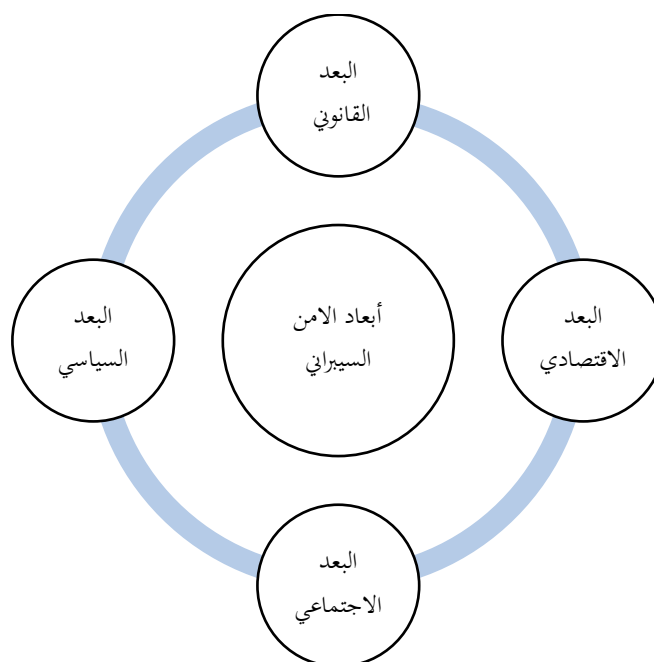 البعد
القانوني
البعد
الاقتصادي
أبعاد الامن
السيبراني
البعد
السياسي
البعد
الاجتماعي